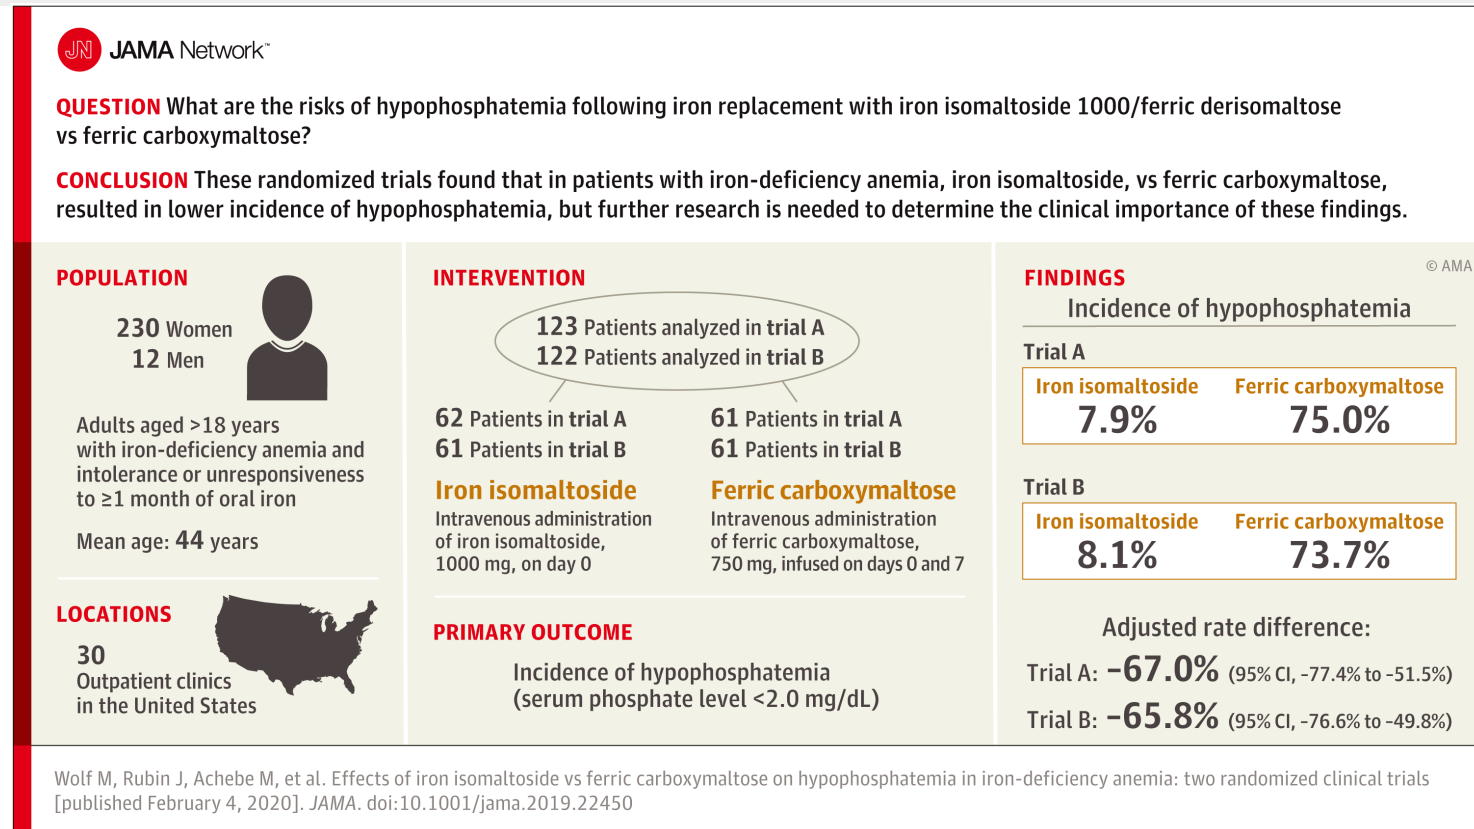 JN JAMA Network™
QUESTION What are the risks of hypophosphatemia following iron replacement with iron isomaltoside 1000/ferric derisomaltose
vs ferric carboxymaltose?
CONCLUSION These randomized trials found that in patients with iron-deficiency anemia, iron isomaltoside, vs ferric carboxymaltose,
resulted in lower incidence of hypophosphatemia, but further research is needed to determine the clinical importance of these findings.
POPULATION
230 Women
12 Men
Adults aged >18 years
with iron-deficiency anemia and
intolerance or unresponsiveness
to ≥1 month of oral iron
Mean age: 44 years
LOCATIONS
30
Outpatient clinics
in the United States
INTERVENTION
123 Patients analyzed in trial A
122 Patients analyzed in trial B
62 Patients in trial A
61 Patients in trial B
Iron isomaltoside
Intravenous administration
of iron isomaltoside,
1000 mg, on day 0
61 Patients in trial A
61 Patients in trial B
Ferric carboxymaltose
Intravenous administration
of ferric carboxymaltose,
750 mg, infused on days 0 and 7
PRIMARY OUTCOME
Incidence of hypophosphatemia
(serum phosphate level <2.0 mg/dL)
© AMA
FINDINGS
Incidence of hypophosphatemia
Trial A
Iron isomaltoside Ferric carboxymaltose
7.9% 75.0%
Trial B
Iron isomaltoside Ferric carboxymaltose
8.1% 73.7%
Adjusted rate difference:
Trial A: −67.0% (95% CI, −77.4% to −51.5%)
Trial B: −65.8% (95% CI, −76.6% to −49.8%)
Wolf M, Rubin J, Achebe M, et al. Effects of iron isomaltoside vs ferric carboxymaltose on hypophosphatemia in iron-deficiency anemia: two randomized clinical trials
[published February 4, 2020]. JAMA. doi:10.1001/jama.2019.22450